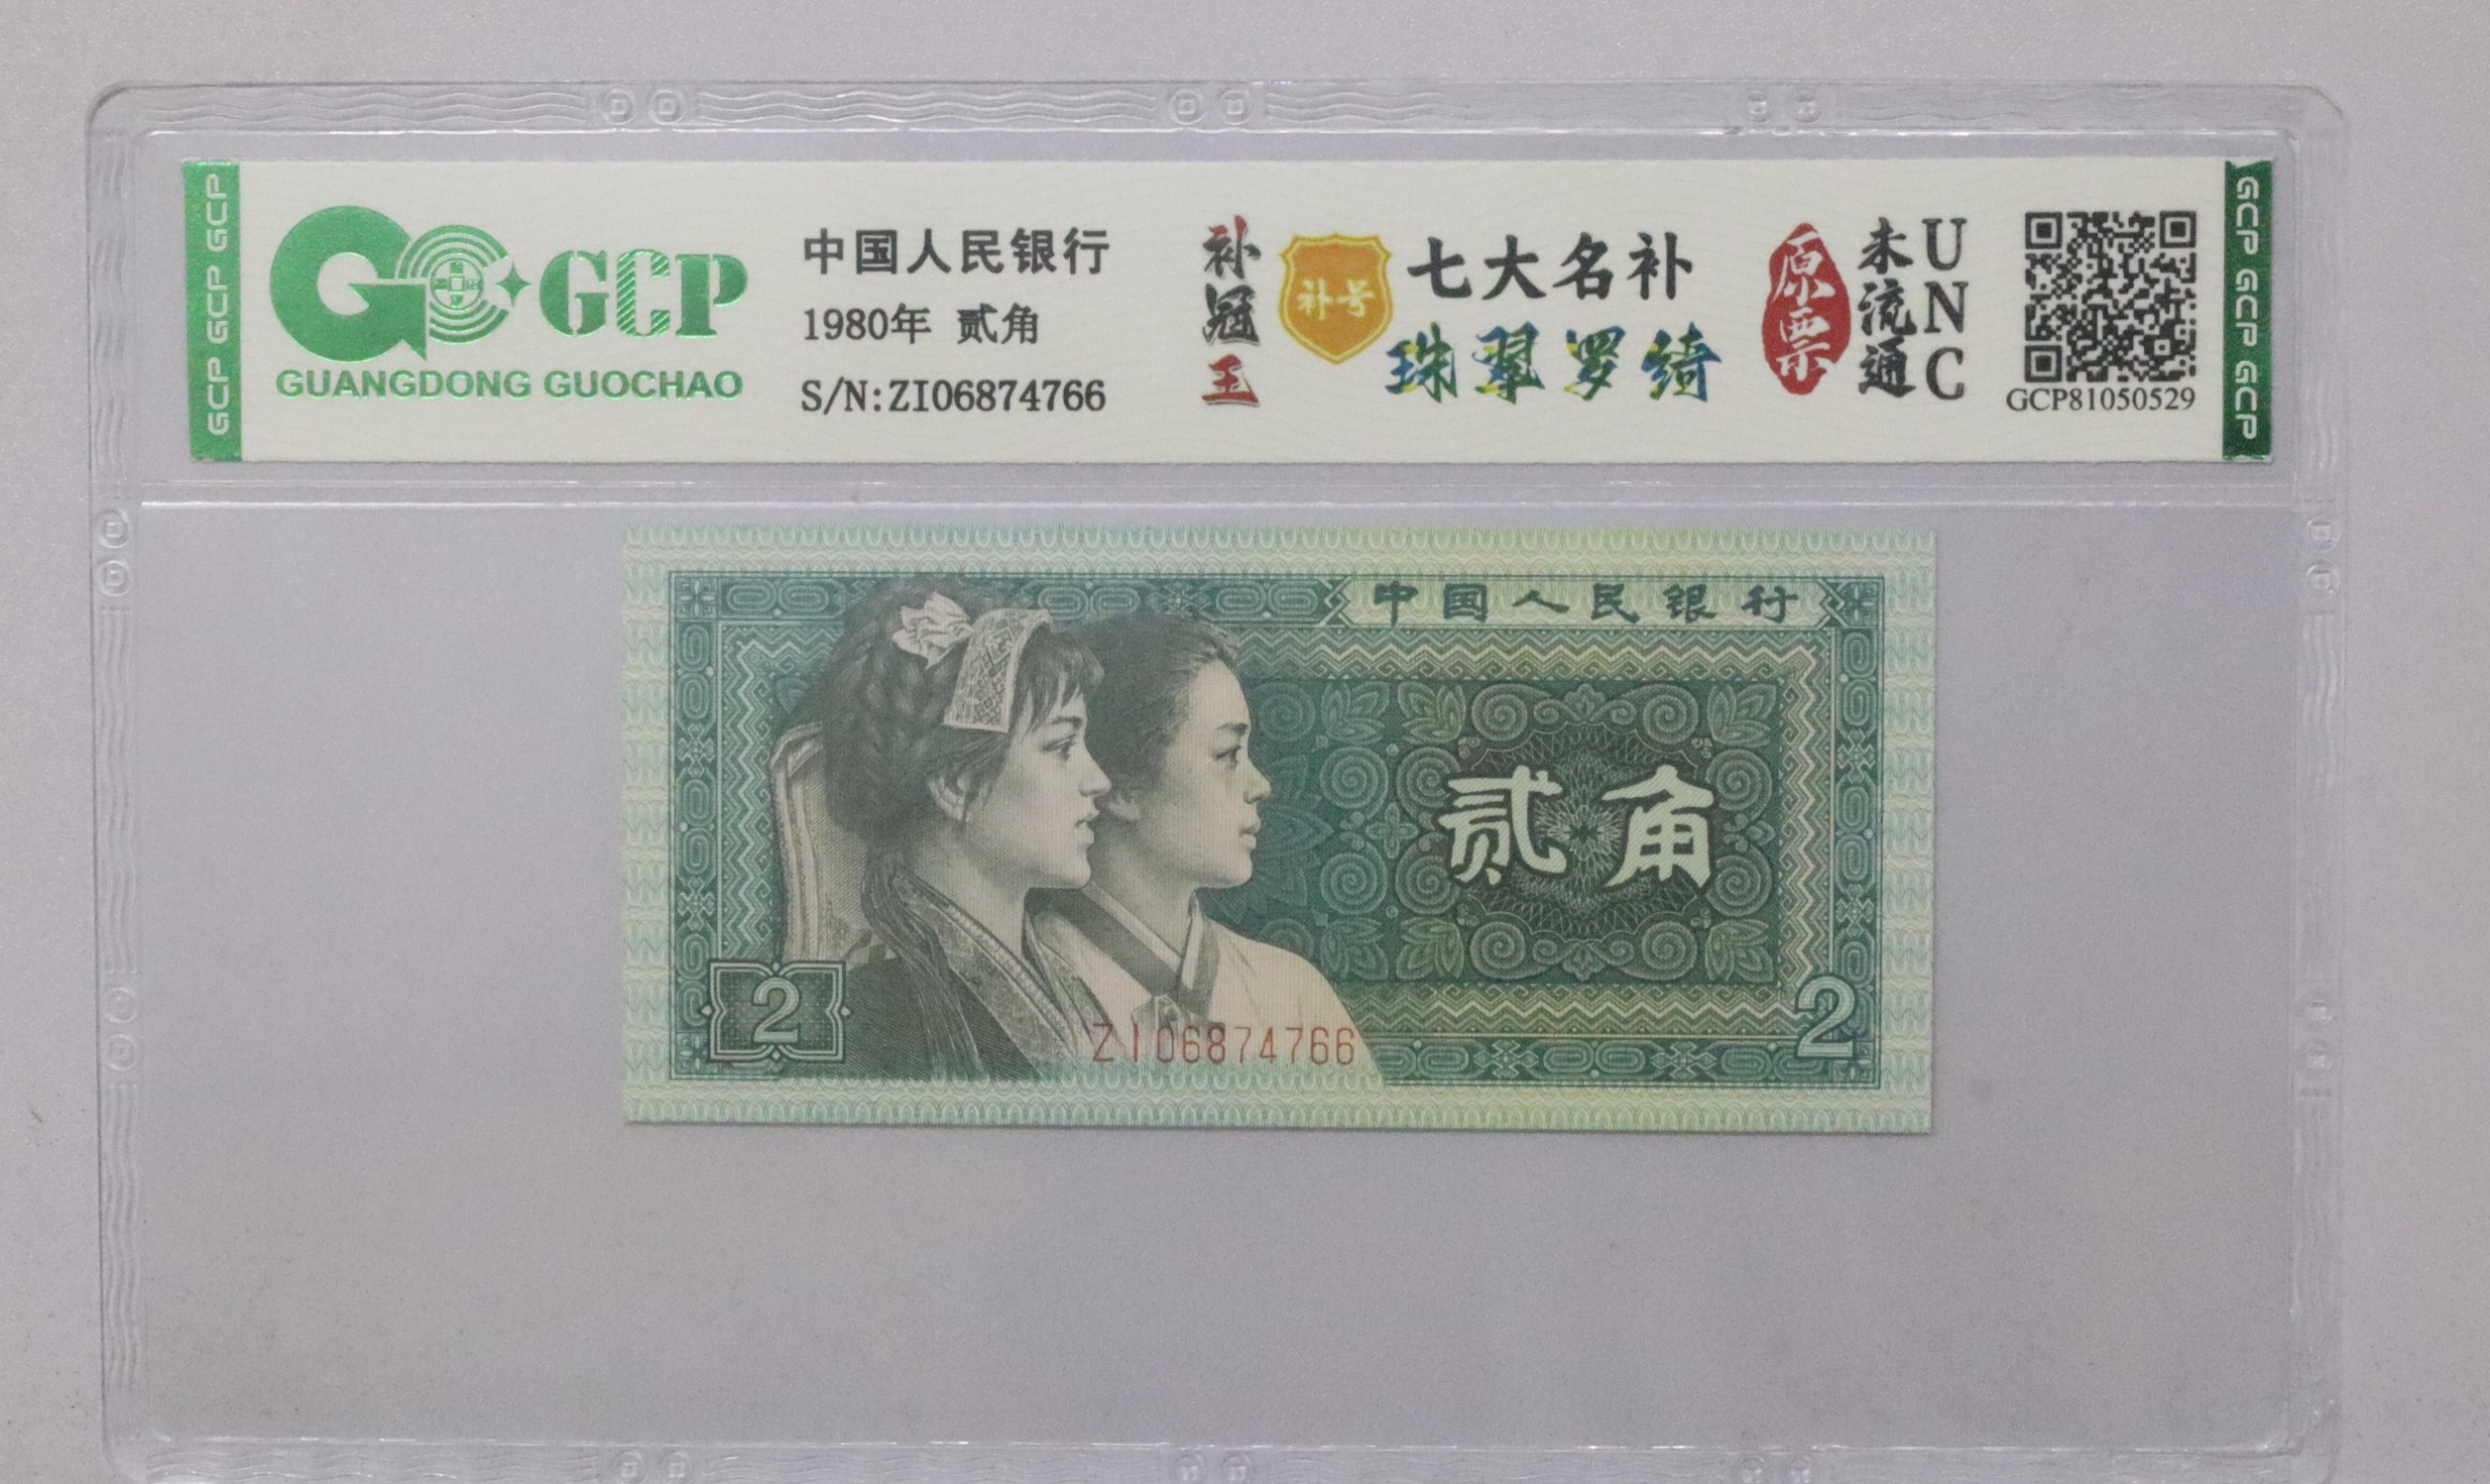 GCP GCP GCP
GCP
GUANGDONG GUOCHAO
中国人民银行
1980年 贰角
S/N:ZI06874766
补冠王
补号
七大名补
珠翠罗绮
原票
未流通
UNC
GCP81050529
GCP GCP GCP
中国人民银行
贰角
2
2
ZI06874766